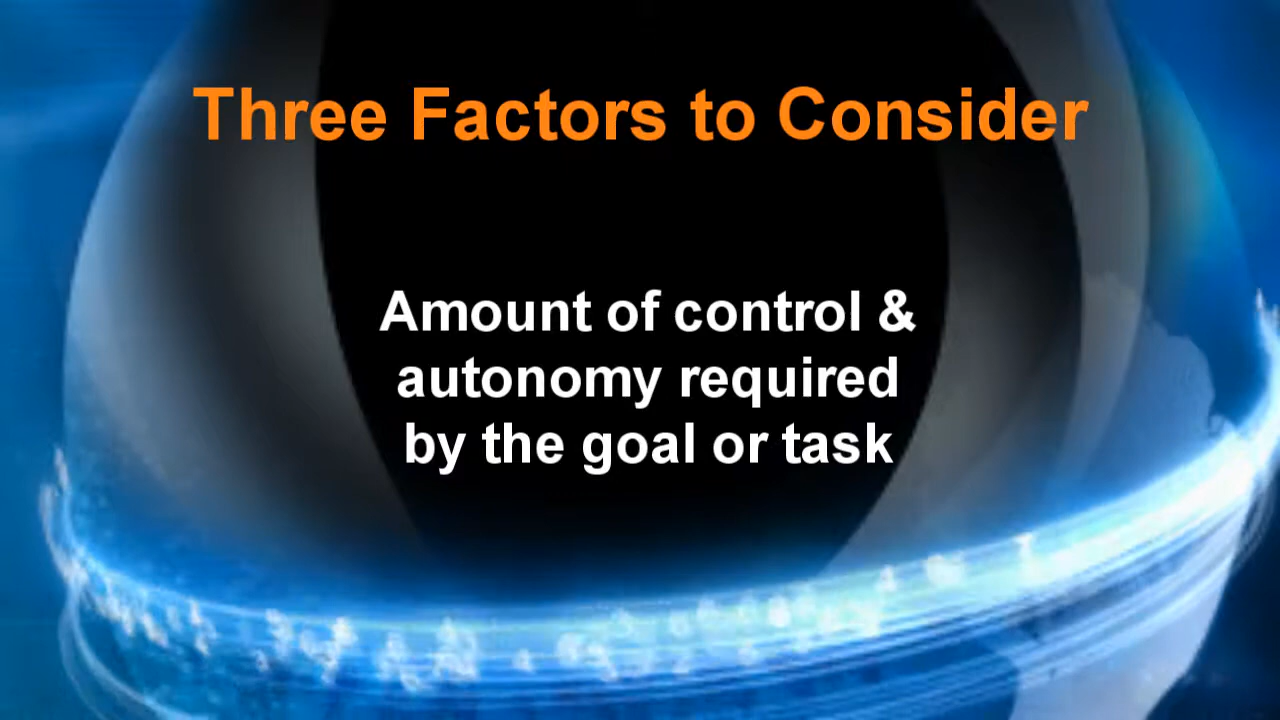 Three Factors to Consider
Amount of control &
autonomy required
by the goal or task